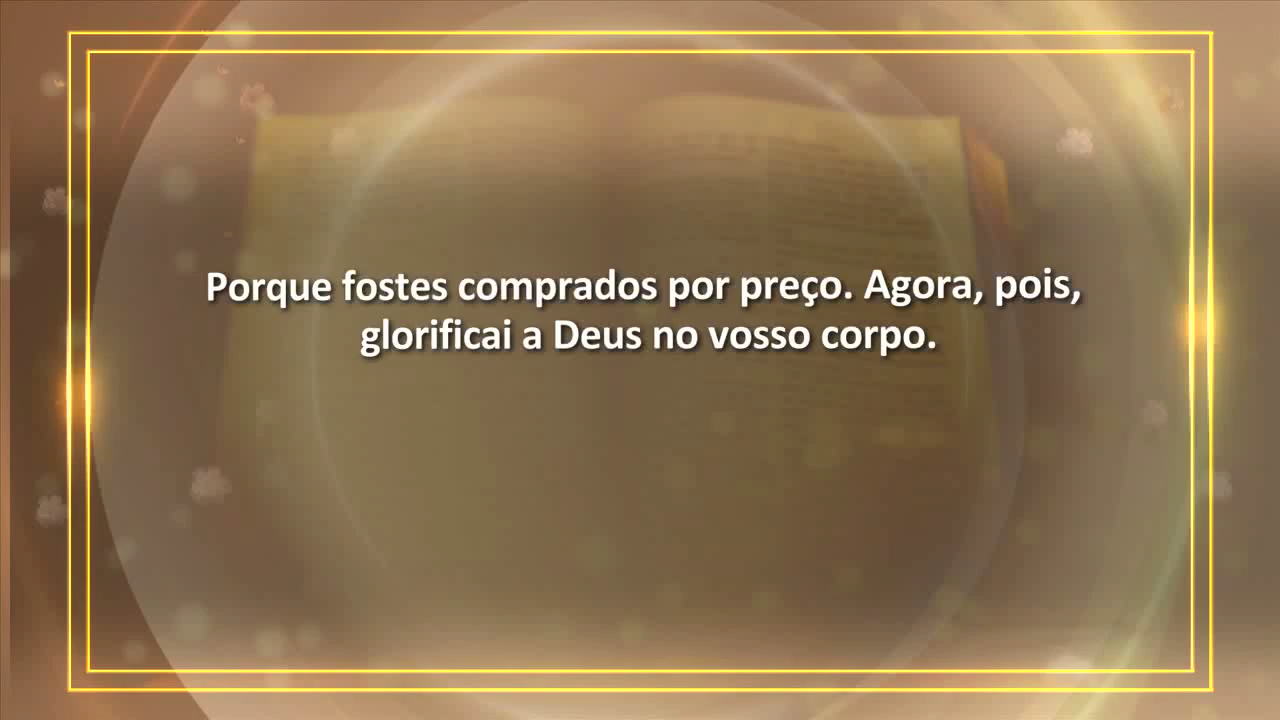 Porque fostes comprados por preço. Agora, pois,
glorificai a Deus no vosso corpo.